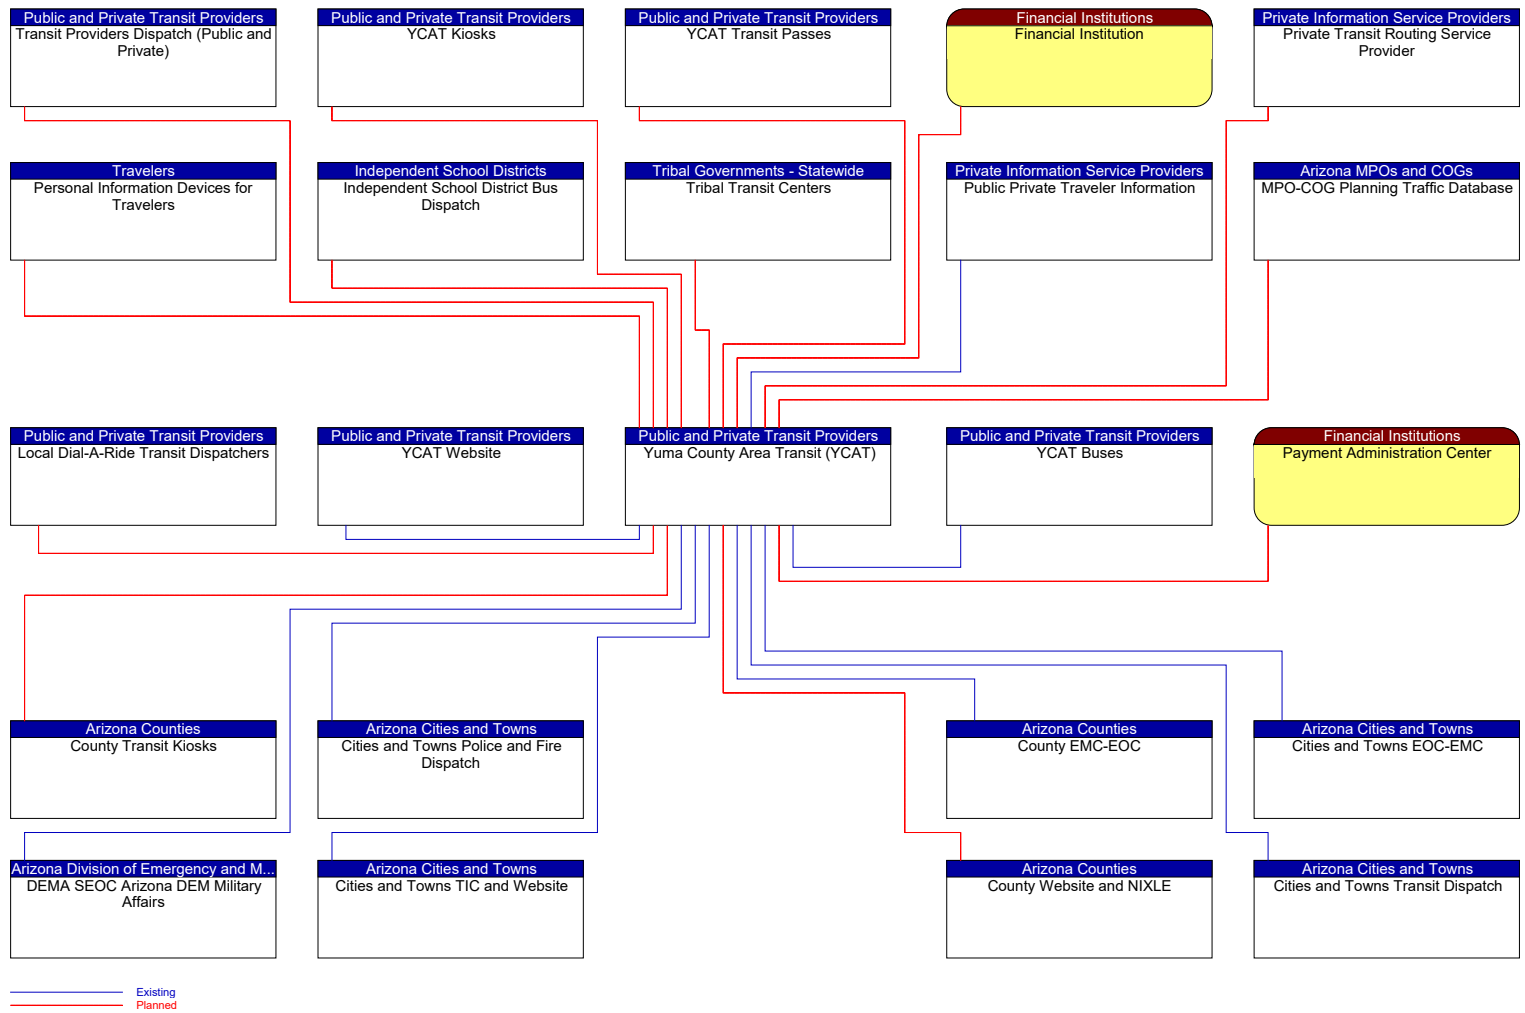 Public and Private Transit Providers
Transit Providers Dispatch (Public and
Private)
Public and Private Transit Providers
YCAT Kiosks
Public and Private Transit Providers
YCAT Transit Passes
Financial Institutions
Financial Institution
Private Information Service Providers
Private Transit Routing Service
Provider
Travelers
Personal Information Devices for
Travelers
Independent School Districts
Independent School District Bus
Dispatch
Tribal Governments - Statewide
Tribal Transit Centers
Private Information Service Providers
Public Private Traveler Information
Arizona MPOs and COGs
MPO-COG Planning Traffic Database
Public and Private Transit Providers
Local Dial-A-Ride Transit Dispatchers
Public and Private Transit Providers
YCAT Website
Public and Private Transit Providers
Yuma County Area Transit (YCAT)
Public and Private Transit Providers
YCAT Buses
Financial Institutions
Payment Administration Center
Arizona Counties
County Transit Kiosks
Arizona Cities and Towns
Cities and Towns Police and Fire
Dispatch
Arizona Counties
County EMC-EOC
Arizona Cities and Towns
Cities and Towns EOC-EMC
Arizona Division of Emergency and M...
DEMA SEOC Arizona DEM Military
Affairs
Arizona Cities and Towns
Cities and Towns TIC and Website
Arizona Counties
County Website and NIXLE
Arizona Cities and Towns
Cities and Towns Transit Dispatch
Existing
Planned